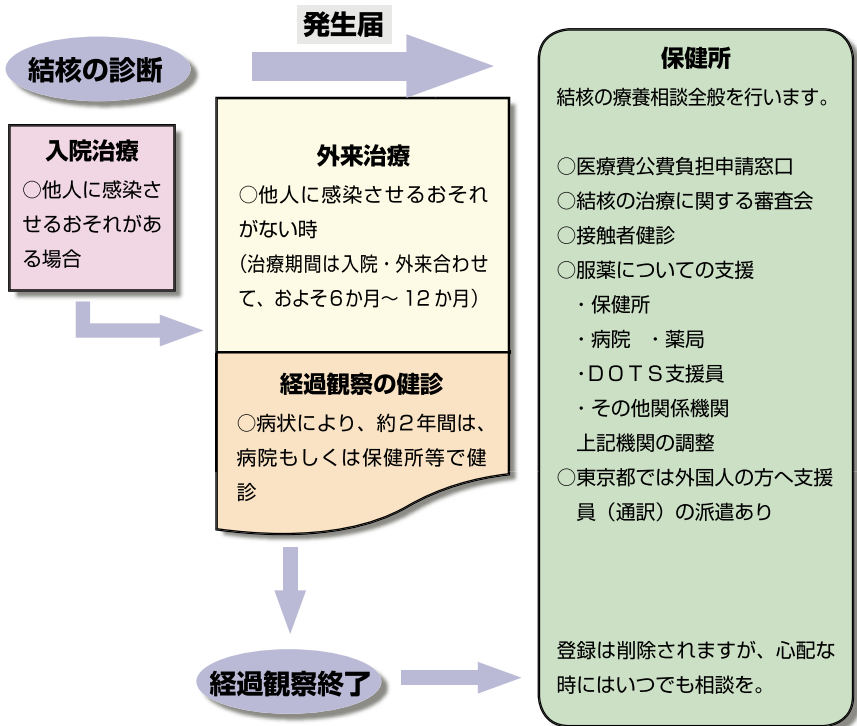 発生届
結核の診断
入院治療
○他人に感染さ
せるおそれがあ
る場合
外来治療
○他人に感染させるおそれ
がない時
(治療期間は入院・外来合わせ
て、およそ6か月～12か月)
経過観察の健診
○病状により、約2年間は、
病院もしくは保健所等で健
診
経過観察終了
保健所
結核の療養相談全般を行います。
○医療費公費負担申請窓口
○結核の治療に関する審査会
○接触者健診
○服薬についての支援
・保健所
・病院 ・薬局
・DOTS支援員
・その他関係機関
上記機関の調整
○東京都では外国人の方へ支援
員（通訳）の派遣あり
登録は削除されますが、心配な
時にはいつでも相談を。